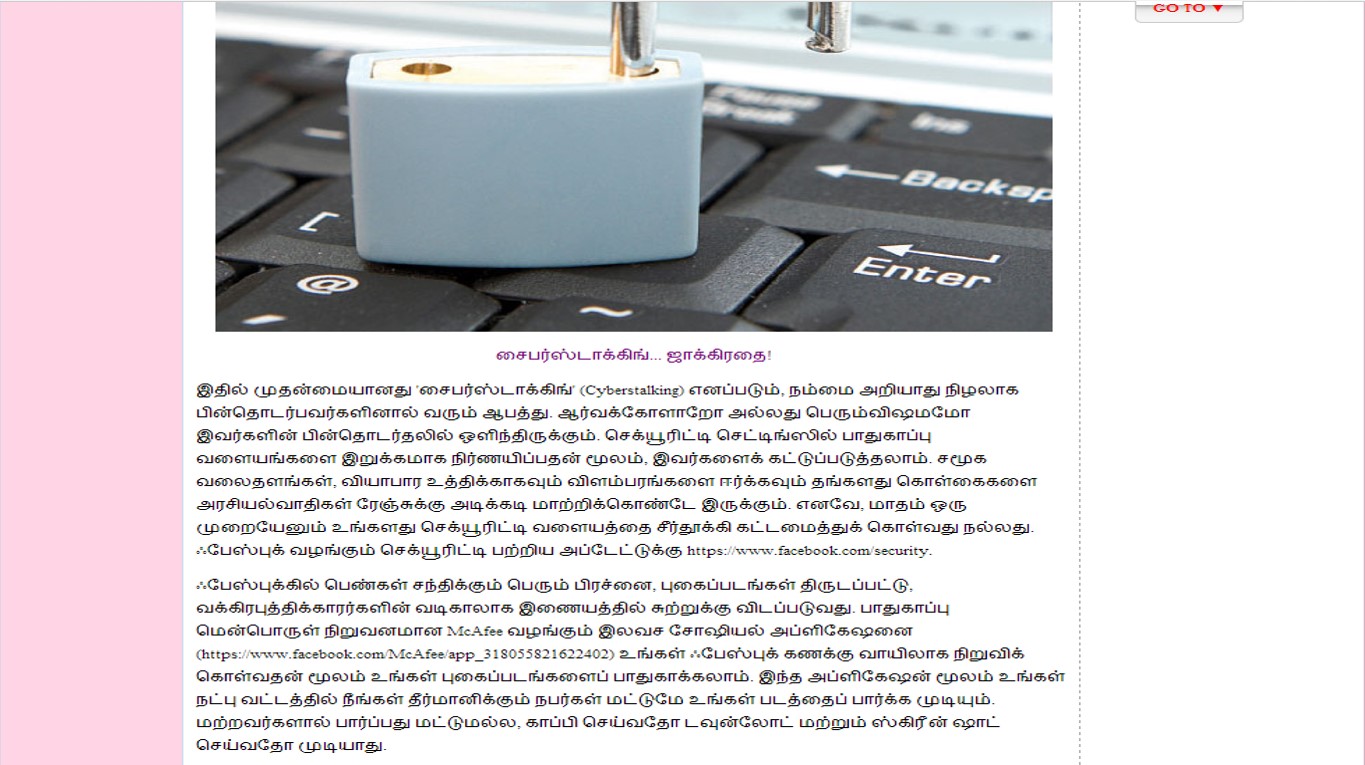 GO TO ▼
Pause
Break
Ins
Backsp
[
Enter
@
~
சைபர்ஸ்டாக்கிங்... ஜாக்கிரதை!
இதில் முதன்மையானது 'சைபர்ஸ்டாக்கிங்' (Cyberstalking) எனப்படும், நம்மை அறியாது நிழலாக
பின்தொடர்பவர்களினால் வரும் ஆபத்து. ஆர்வக்கோளாறோ அல்லது பெரும்விஷமமோ
இவர்களின் பின்தொடர்தலில் ஒளிந்திருக்கும். செக்யூரிட்டி செட்டிங்ஸில் பாதுகாப்பு
வளையங்களை இறுக்கமாக நிர்ணயிப்பதன் மூலம், இவர்களைக் கட்டுப்படுத்தலாம். சமூக
வலைதளங்கள், வியாபார உத்திக்காகவும் விளம்பரங்களை ஈர்க்கவும் தங்களது கொள்கைகளை
அரசியல்வாதிகள் ரேஞ்சுக்கு அடிக்கடி மாற்றிக்கொண்டே இருக்கும். எனவே, மாதம் ஒரு
முறையேனும் உங்களது செக்யூரிட்டி வளையத்தை சீர்தூக்கி கட்டமைத்துக் கொள்வது நல்லது.
ஃபேஸ்புக் வழங்கும் செக்யூரிட்டி பற்றிய அப்டேட்டுக்கு https://www.facebook.com/security.
ஃபேஸ்புக்கில் பெண்கள் சந்திக்கும் பெரும் பிரச்னை, புகைப்படங்கள் திருடப்பட்டு,
வக்கிரபுத்திக்காரர்களின் வடிகாலாக இணையத்தில் சுற்றுக்கு விடப்படுவது. பாதுகாப்பு
மென்பொருள் நிறுவனமான McAfee வழங்கும் இலவச சோஷியல் அப்ளிகேஷனை
(https://www.facebook.com/McAfee/app_318055821622402) உங்கள் ஃபேஸ்புக் கணக்கு வாயிலாக நிறுவிக்
கொள்வதன் மூலம் உங்கள் புகைப்படங்களைப் பாதுகாக்கலாம். இந்த அப்ளிகேஷன் மூலம் உங்கள்
நட்பு வட்டத்தில் நீங்கள் தீர்மானிக்கும் நபர்கள் மட்டுமே உங்கள் படத்தைப் பார்க்க முடியும்.
மற்றவர்களால் பார்ப்பது மட்டுமல்ல, காப்பி செய்வதோ டவுன்லோட் மற்றும் ஸ்கிரீன் ஷாட்
செய்வதோ முடியாது.